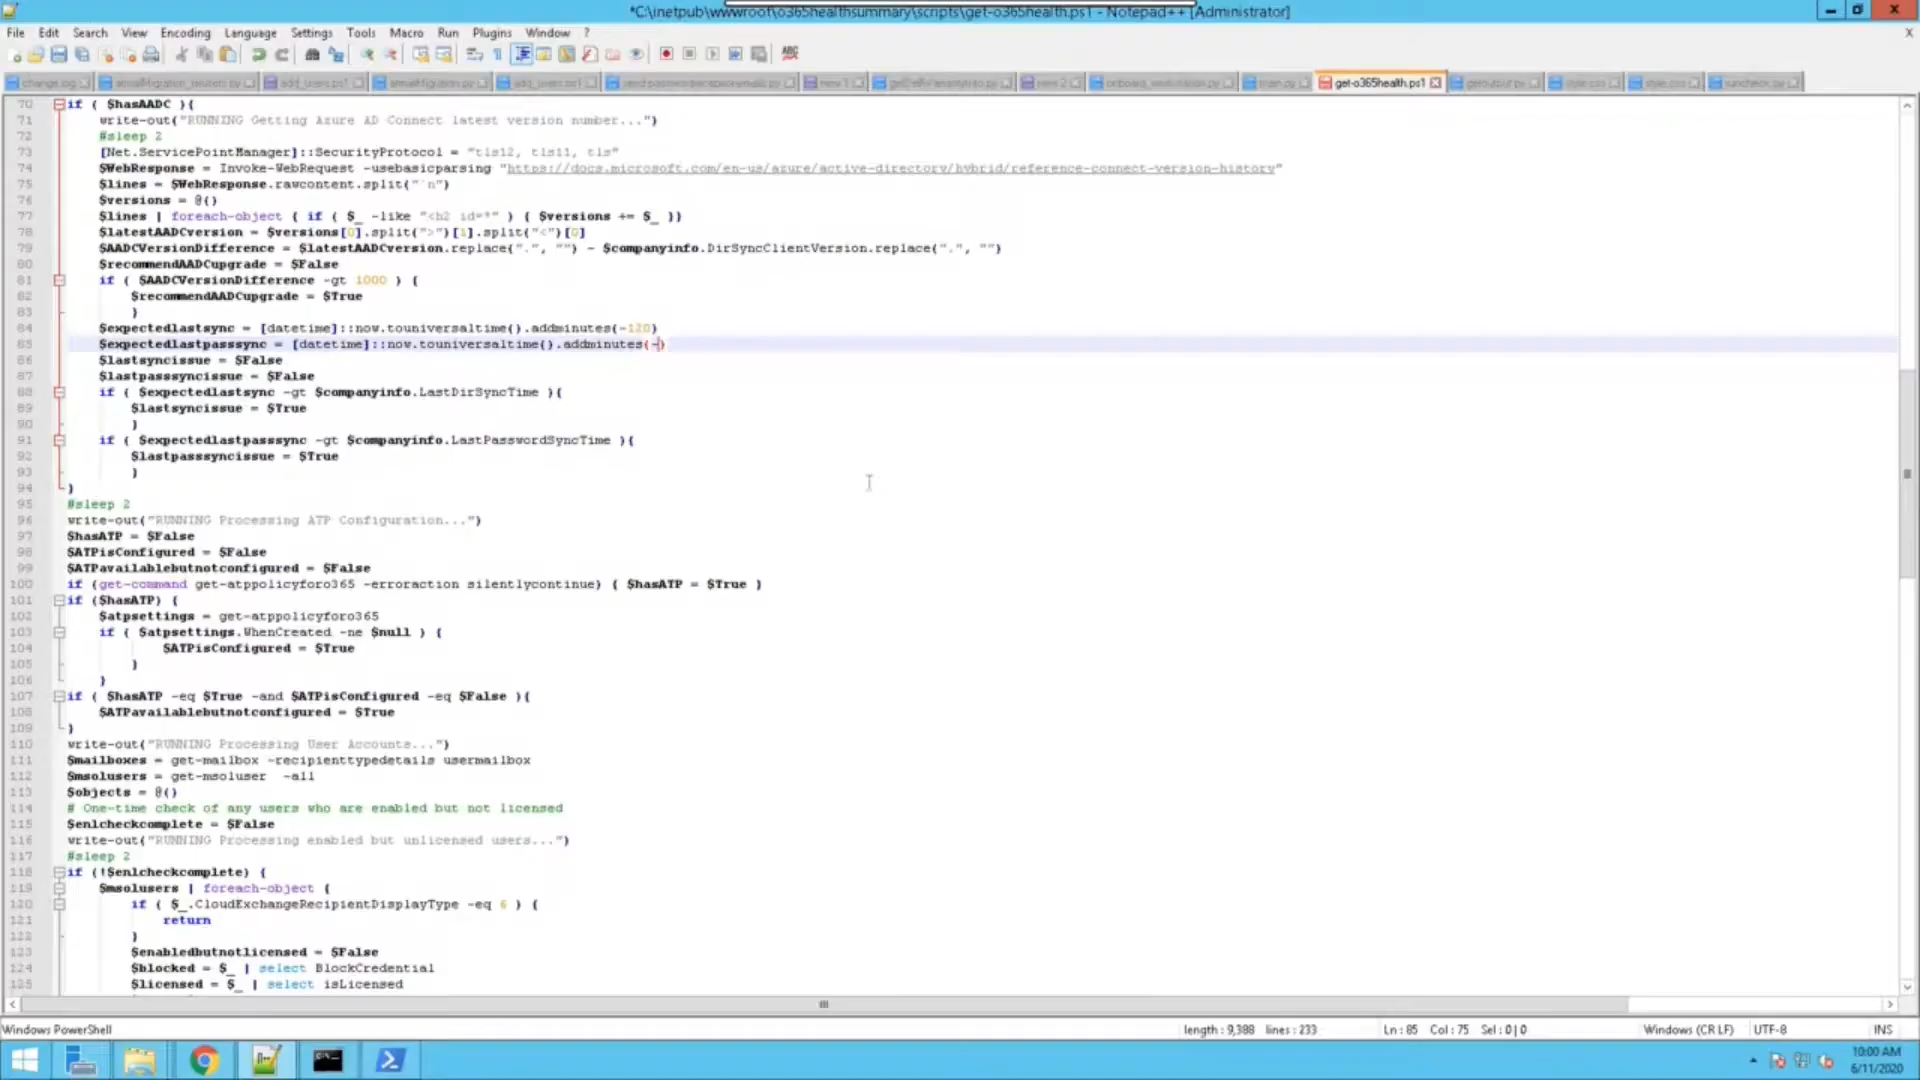 *C:\inetpub\wwwroot\o365healthsummary\scripts\get-o365health.ps1 - Notepad++ [Administrator]
File Edit Search View Encoding Language Settings Tools Macro Run Plugins Window ? X
change.log add_users.ps1 new 1 new 2 main.py get-o365health.ps1 style.css style.css
70 if ( $hasAADC ){
71 write-out("RUNNING Getting Azure AD Connect latest version number...")
72 #sleep 2
73 [Net.ServicePointManager]::SecurityProtocol = "tls12, tls11, tls"
74 $WebResponse = Invoke-WebRequest -usebasicparsing "https://docs.microsoft.com/en-us/azure/active-directory/hybrid/reference-connect-version-history"
75 $lines = $WebResponse.rawcontent.split("`n")
76 $versions = @()
77 $lines | foreach-object { if ( $_ -like "<h2 id=*" ) { $versions += $_ }}
78 $latestAADCversion = $versions[0].split(">")[1].split("<")[0]
79 $AADCVersionDifference = $latestAADCversion.replace(".", "") - $companyinfo.DirSyncClientVersion.replace(".", "")
80 $recommendAADCupgrade = $False
81 if ( $AADCVersionDifference -gt 1000 ) {
82 $recommendAADCupgrade = $True
83 }
84 $expectedlastsync = [datetime]::now.touniversaltime().addminutes(-120)
85 $expectedlastpasssync = [datetime]::now.touniversaltime().addminutes(-)
86 $lastsyncissue = $False
87 $lastpasssyncissue = $False
88 if ( $expectedlastsync -gt $companyinfo.LastDirSyncTime ){
89 $lastsyncissue = $True
90 }
91 if ( $expectedlastpasssync -gt $companyinfo.LastPasswordSyncTime ){
92 $lastpasssyncissue = $True
93 }
94 }
95 #sleep 2
96 write-out("RUNNING Processing ATP Configuration...")
97 $hasATP = $False
98 $ATPisConfigured = $False
99 $ATPavailablebutnotconfigured = $False
100 if (get-command get-atppolicyforo365 -erroraction silentlycontinue) { $hasATP = $True }
101 if ($hasATP) {
102 $atpsettings = get-atppolicyforo365
103 if ( $atpsettings.WhenCreated -ne $null ) {
104 $ATPisConfigured = $True
105 }
106 }
107 if ( $hasATP -eq $True -and $ATPisConfigured -eq $False ){
108 $ATPavailablebutnotconfigured = $True
109 }
110 write-out("RUNNING Processing User Accounts...")
111 $mailboxes = get-mailbox -recipienttypedetails usermailbox
112 $msolusers = get-msoluser -all
113 $objects = @()
114 # One-time check of any users who are enabled but not licensed
115 $enlcheckcomplete = $False
116 write-out("RUNNING Processing enabled but unlicensed users...")
117 #sleep 2
118 if (!$enlcheckcomplete) {
119 $msolusers | foreach-object {
120 if ( $_.CloudExchangeRecipientDisplayType -eq 6 ) {
121 return
122 }
123 $enabledbutnotlicensed = $False
124 $blocked = $_ | select BlockCredential
125 $licensed = $_ | select isLicensed
Windows PowerShell length : 9,388 lines : 233 Ln : 85 Col : 75 Sel : 0 | 0 Windows (CR LF) UTF-8 INS
10:00 AM
6/11/2020